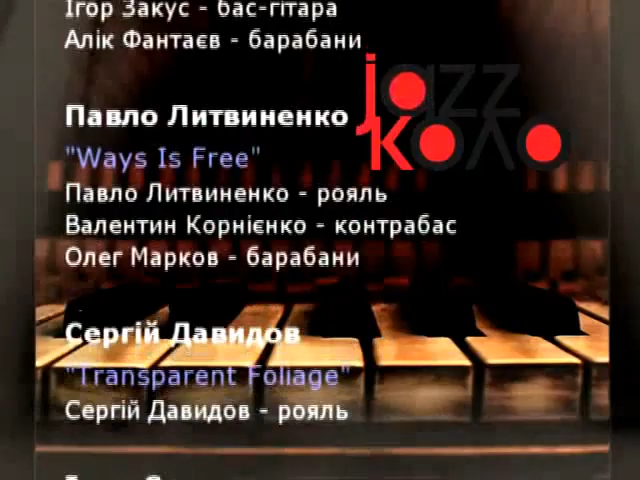 Ігор Закус - бас-гітара
Алік Фантаєв - барабани
jazz
коло
Павло Литвиненко
"Ways Is Free"
Павло Литвиненко - рояль
Валентин Корнієнко - контрабас
Олег Марков - барабани
Сергій Давидов
"Transparent Foliage"
Сергій Давидов - рояль